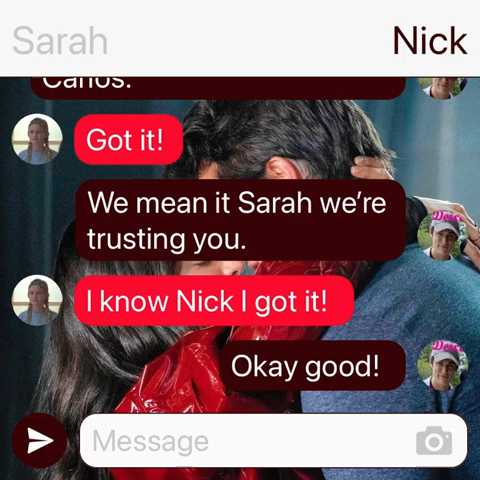 Sarah
Nick
Carlos.
Got it!
We mean it Sarah we're
trusting you.
I know Nick I got it!
Okay good!
Message